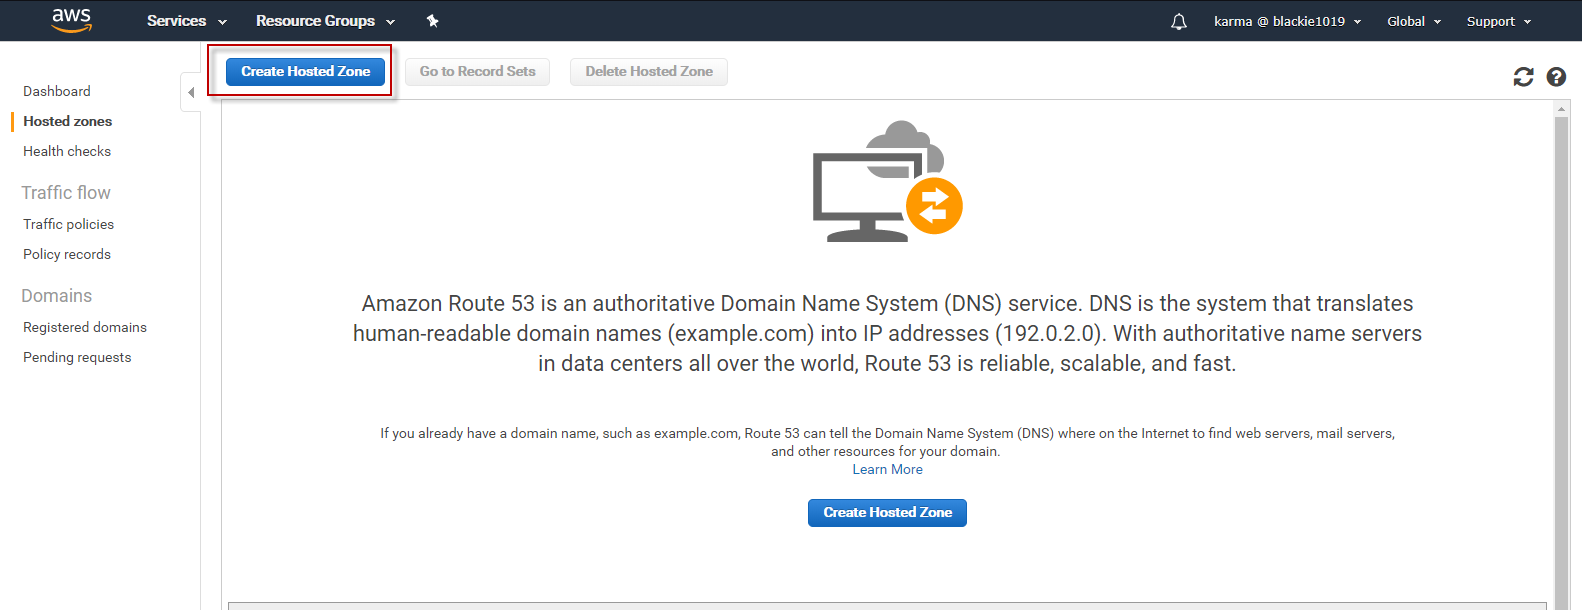 aws
Services
Resource Groups
karma @ blackie1019
Global
Support
Create Hosted Zone
Go to Record Sets
Delete Hosted Zone
Dashboard
Hosted zones
Health checks
Traffic flow
Traffic policies
Policy records
Domains
Registered domains
Pending requests
Amazon Route 53 is an authoritative Domain Name System (DNS) service. DNS is the system that translates
human-readable domain names (example.com) into IP addresses (192.0.2.0). With authoritative name servers
in data centers all over the world, Route 53 is reliable, scalable, and fast.
If you already have a domain name, such as example.com, Route 53 can tell the Domain Name System (DNS) where on the Internet to find web servers, mail servers,
and other resources for your domain.
Learn More
Create Hosted Zone